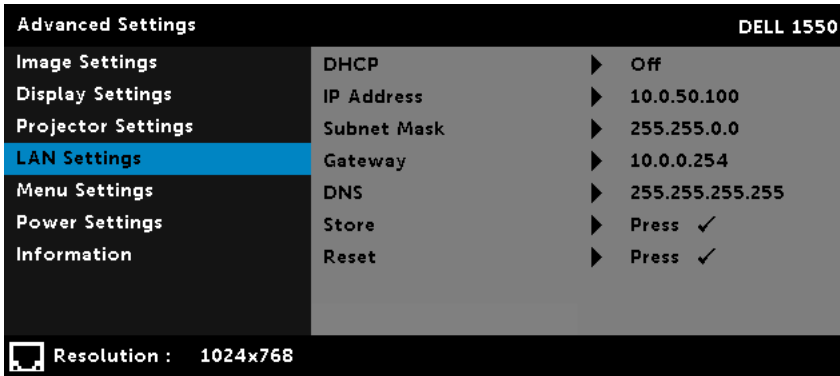 Advanced Settings DELL 1550
Image Settings DHCP Off
Display Settings IP Address 10.0.50.100
Projector Settings Subnet Mask 255.255.0.0
LAN Settings Gateway 10.0.0.254
Menu Settings DNS 255.255.255.255
Power Settings Store Press ✓
Information Reset Press ✓
Resolution : 1024x768